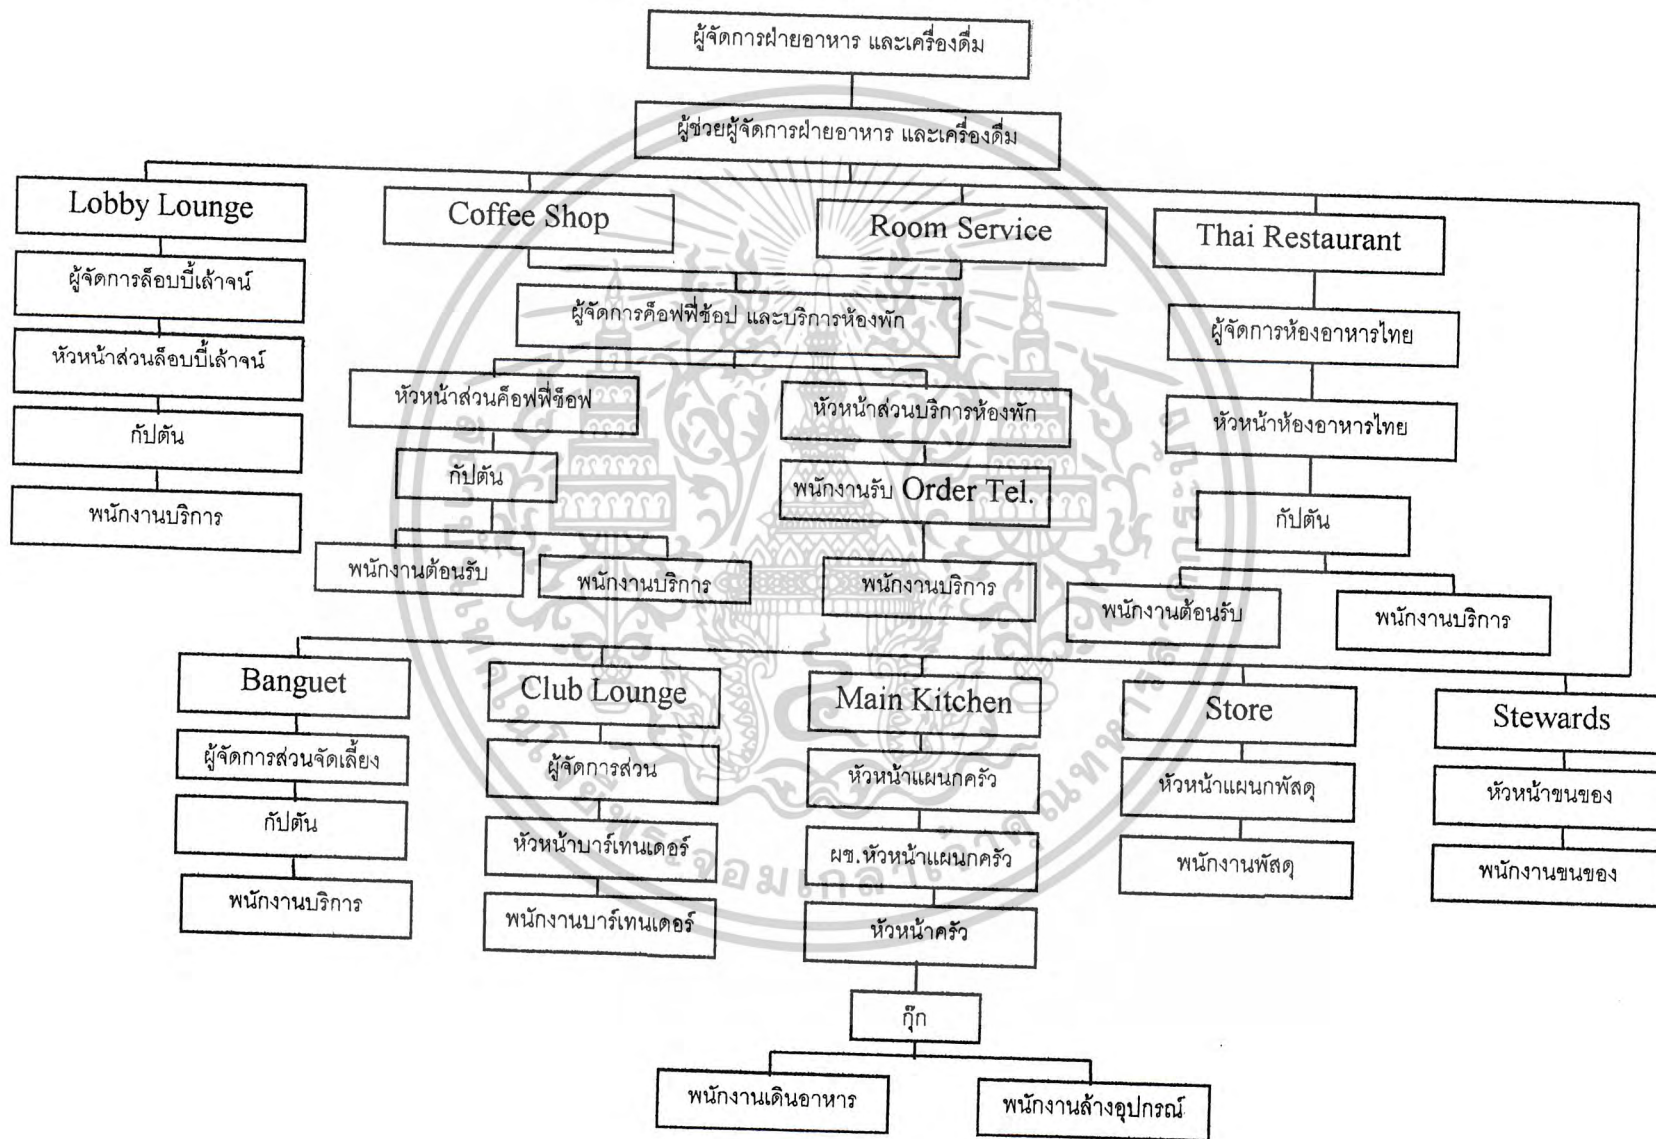 ผู้จัดการฝ่ายอาหาร และเครื่องดื่ม
ผู้ช่วยผู้จัดการฝ่ายอาหาร และเครื่องดื่ม
Lobby Lounge
Coffee Shop
Room Service
Thai Restaurant
ผู้จัดการล็อบบี้เล้าจน์
ผู้จัดการค็อฟฟี่ช้อป และบริการห้องพัก
ผู้จัดการห้องอาหารไทย
หัวหน้าส่วนล็อบบี้เล้าจน์
หัวหน้าส่วนค็อฟฟี่ช็อฟ
หัวหน้าส่วนบริการห้องพัก
หัวหน้าห้องอาหารไทย
กัปตัน
กัปตัน
พนักงานรับ Order Tel.
กัปตัน
พนักงานบริการ
พนักงานต้อนรับ
พนักงานบริการ
พนักงานบริการ
พนักงานต้อนรับ
พนักงานบริการ
Banguet
Club Lounge
Main Kitchen
Store
Stewards
ผู้จัดการส่วนจัดเลี้ยง
ผู้จัดการส่วน
หัวหน้าแผนกครัว
หัวหน้าแผนกพัสดุ
หัวหน้าขนของ
กัปตัน
หัวหน้าบาร์เทนเดอร์
ผช.หัวหน้าแผนกครัว
พนักงานพัสดุ
พนักงานขนของ
พนักงานบริการ
พนักงานบาร์เทนเดอร์
หัวหน้าครัว
กุ๊ก
พนักงานเดินอาหาร
พนักงานล้างอุปกรณ์